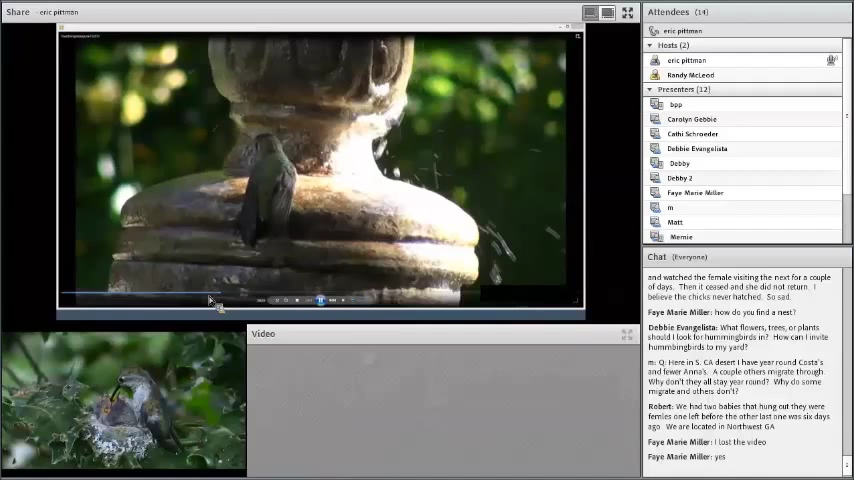 Share - eric pittman
Attendees (14)
eric pittman
Hosts (2)
eric pittman
Randy McLeod
Presenters (12)
bpp
Carolyn Gebbie
Cathi Schroeder
Debbie Evangelista
Debby
Debby 2
Faye Marie Miller
m
Matt
Mernie
Chat (Everyone)
and watched the female visiting the next for a couple
of days. Then it ceased and she did not return. I
believe the chicks never hatched. So sad.
Faye Marie Miller: how do you find a nest?
Debbie Evangelista: What flowers, trees, or plants
should I look for hummingbirds in? How can I invite
hummbingbirds to my yard?
m: Q: Here in S. CA desert I have year round Costa's
and fewer Anna's. A couple others migrate through.
Why don't they all stay year round? Why do some
migrate and others don't?
Robert: We had two babies that hung out they were
femles one left before the other last one was six days
ago We are located in Northwest GA
Faye Marie Miller: I lost the video
Faye Marie Miller: yes
Video